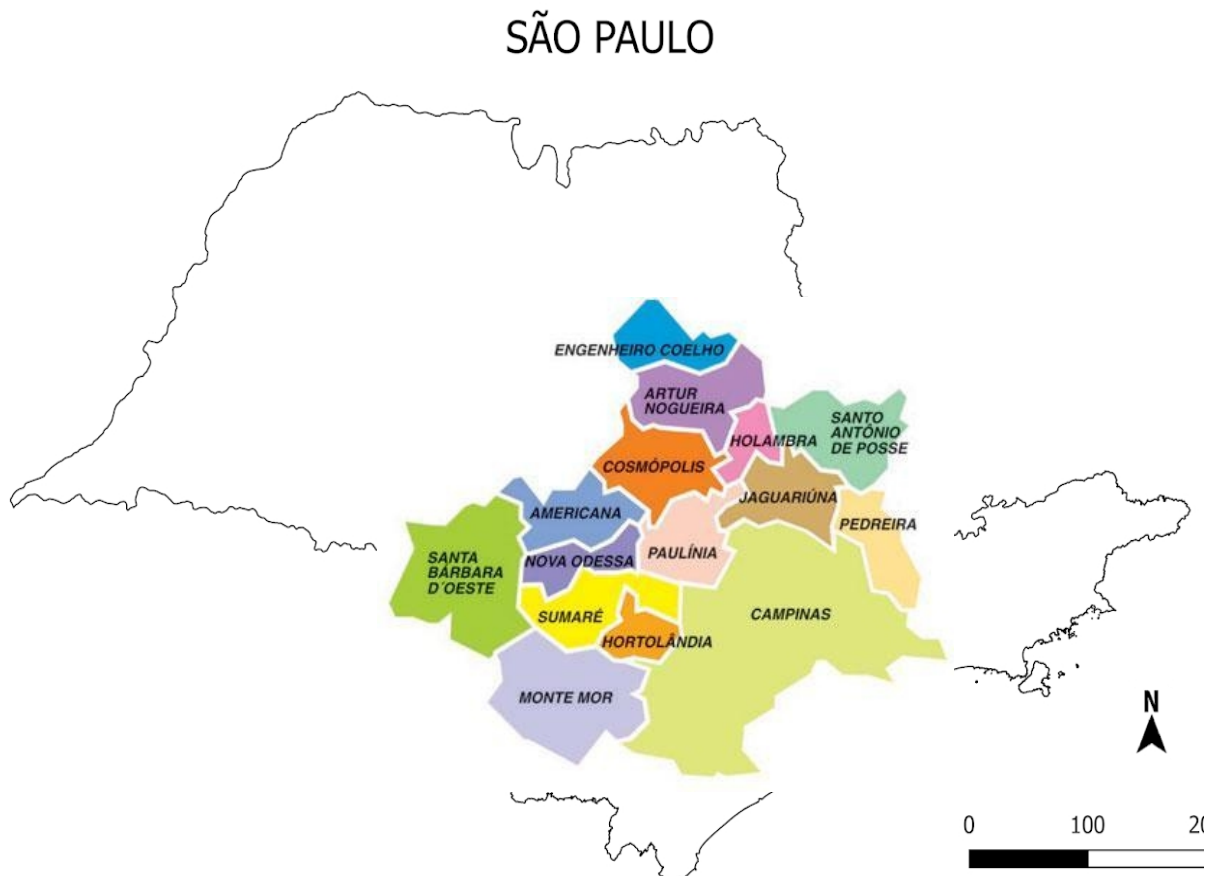 SÃO PAULO
ENGENHEIRO COELHO
ARTUR
NOGUEIRA
SANTO
ANTÔNIO
DE POSSE
HOLAMBRA
COSMÓPOLIS
JAGUARIÚNA
AMERICANA
PEDREIRA
SANTA
BÁRBARA
D´OESTE
NOVA ODESSA
PAULÍNIA
SUMARÉ
CAMPINAS
HORTOLÂNDIA
MONTE MOR
N
0 100 20